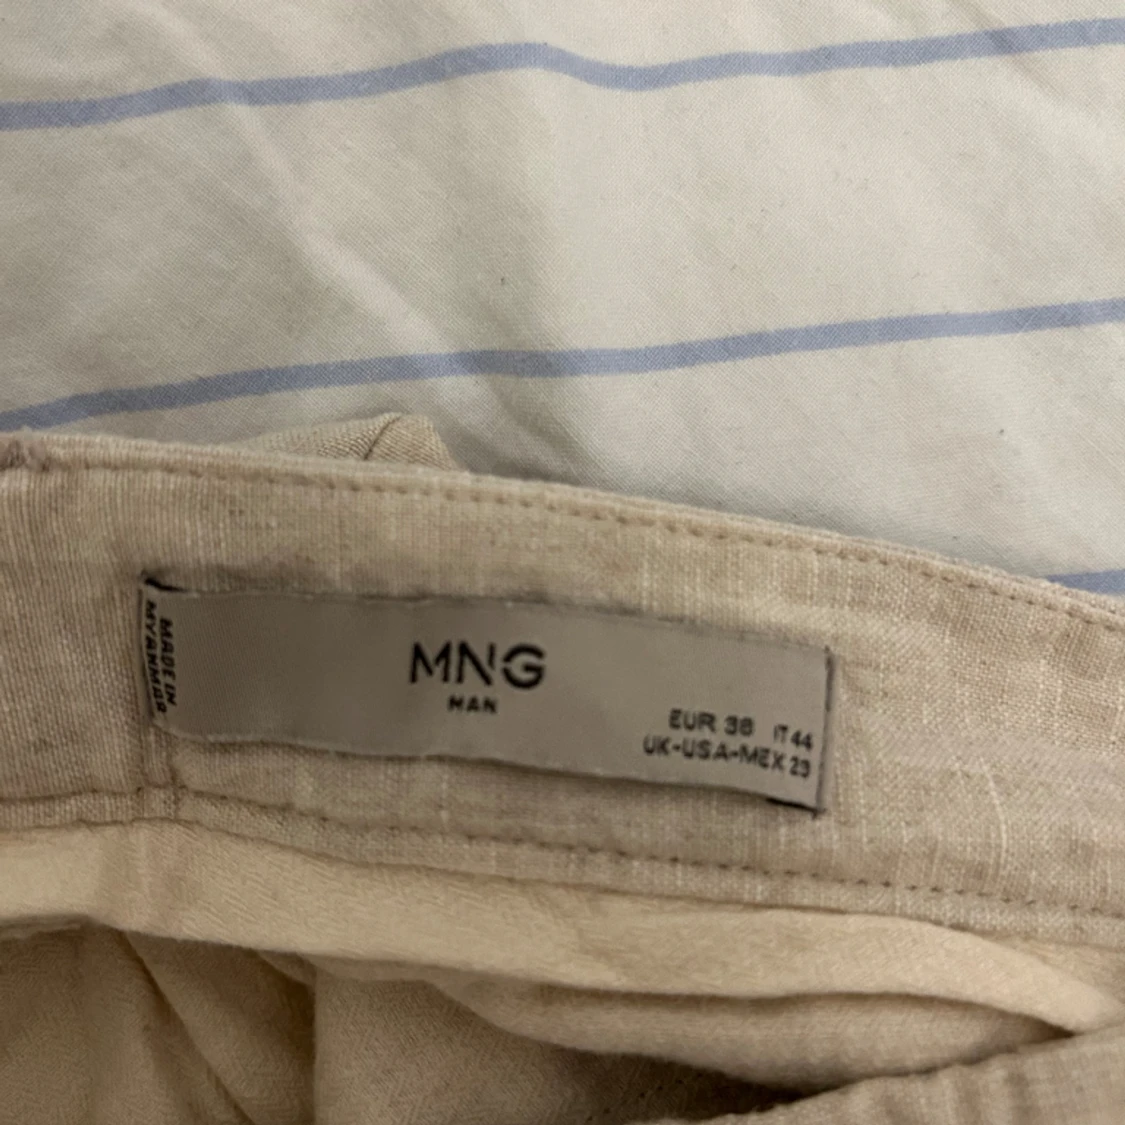 MADE IN
MYANMAR
MNG
MAN
EUR 38 IT 44
UK-USA-MEX 29